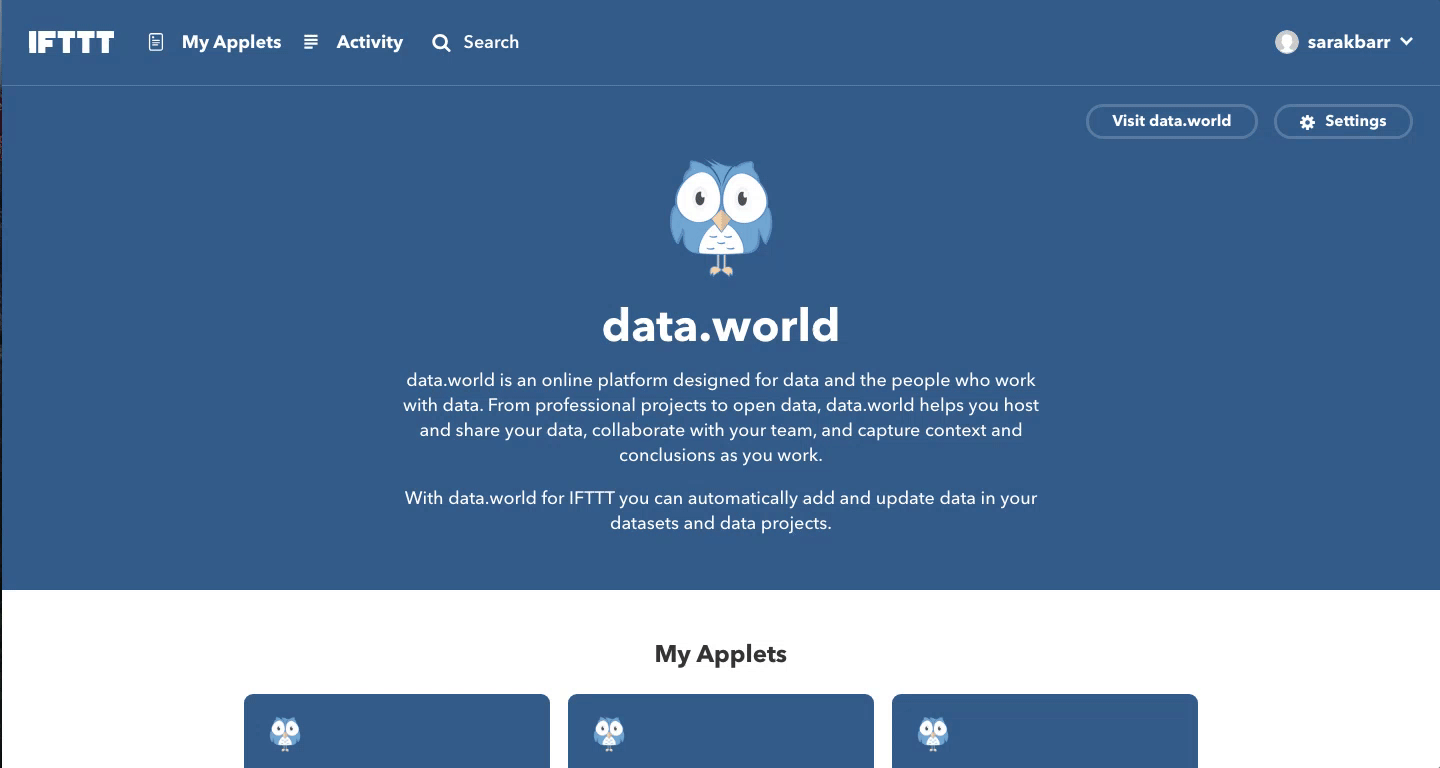 IFTTT My Applets Activity Search sarakbarr
Visit data.world Settings
data.world
data.world is an online platform designed for data and the people who work
with data. From professional projects to open data, data.world helps you host
and share your data, collaborate with your team, and capture context and
conclusions as you work.
With data.world for IFTTT you can automatically add and update data in your
datasets and data projects.
My Applets